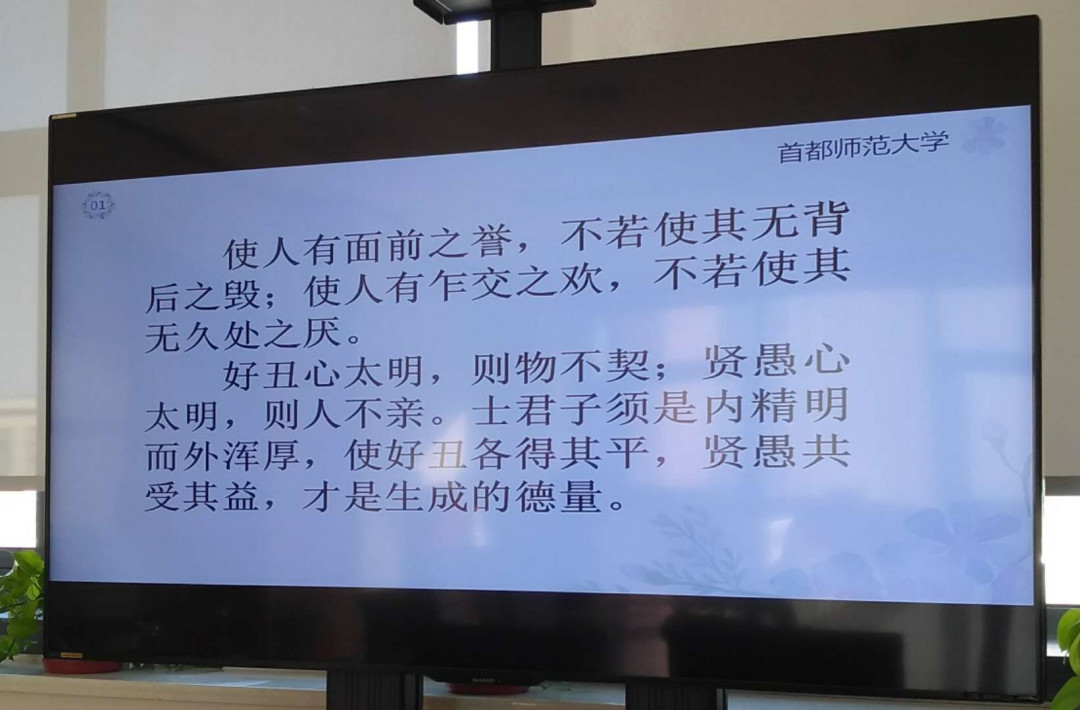 首都师范大学
01
使人有面前之誉，不若使其无背
后之毁；使人有乍交之欢，不若使其
无久处之厌。
好丑心太明，则物不契；贤愚心
太明，则人不亲。士君子须是内精明
而外浑厚，使好丑各得其平，贤愚共
受其益，才是生成的德量。
SHARP